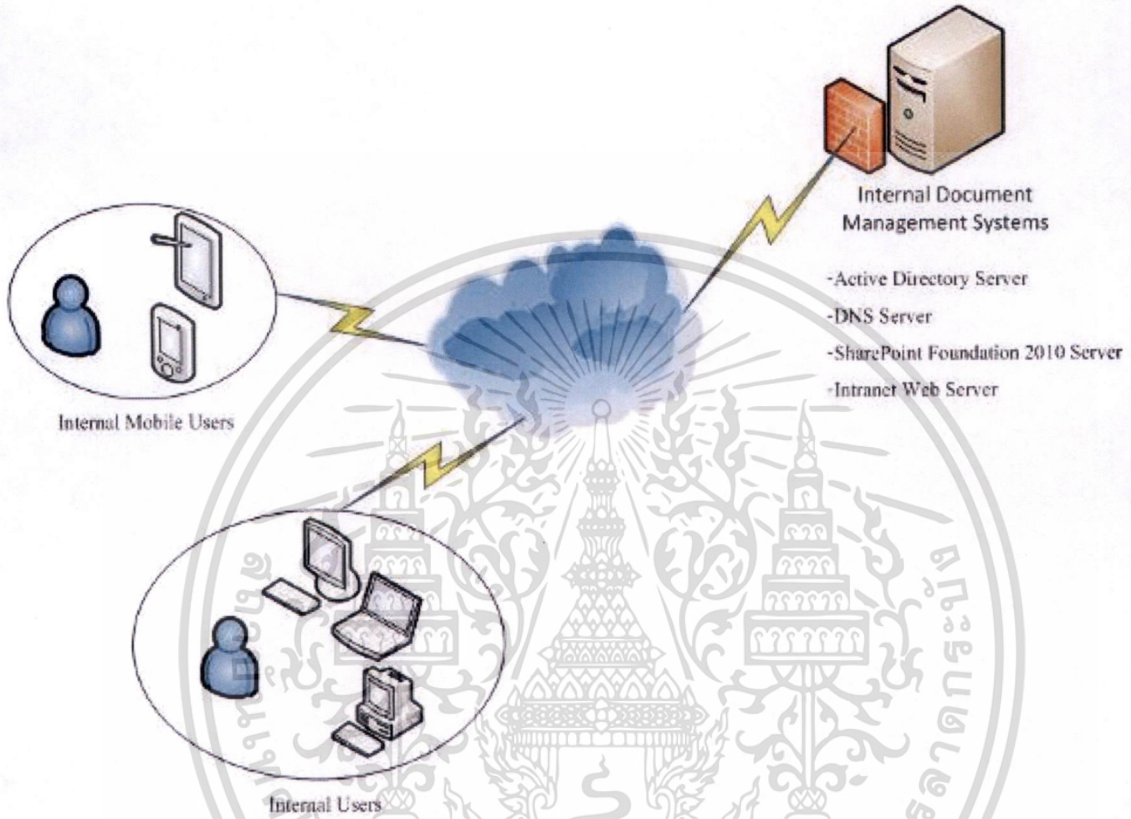 Internal Document
Management Systems
-Active Directory Server
-DNS Server
-SharePoint Foundation 2010 Server
-Intranet Web Server
Internal Mobile Users
Internal Users